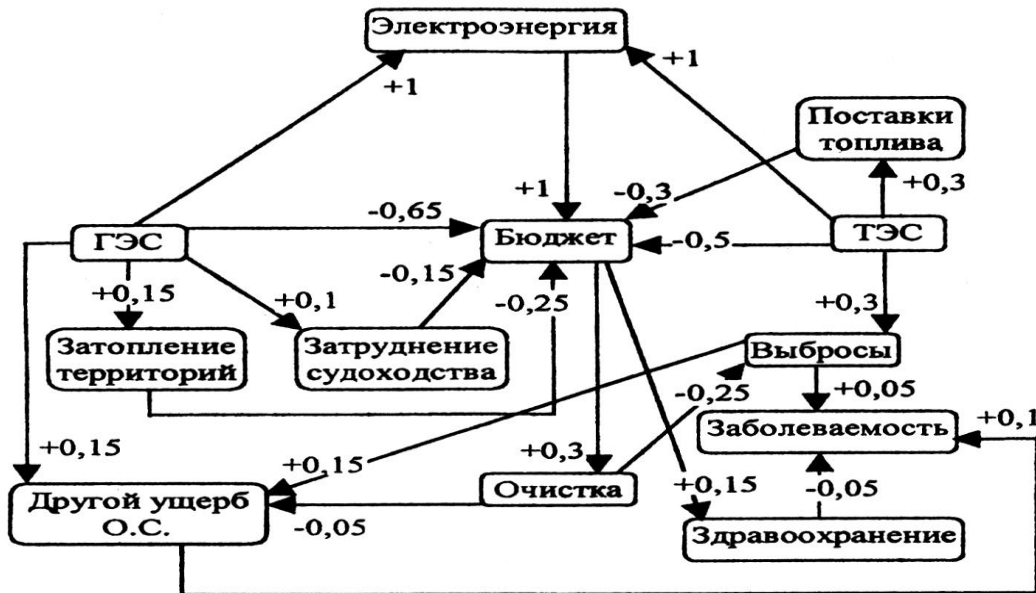 Электроэнергия
+1
+1
Поставки
топлива
+1
-0,3
+0,3
-0,65
ГЭС
Бюджет
-0,5
ТЭС
+0,15
-0,15
+0,1
-0,25
+0,3
Затопление
территорий
Затруднение
судоходства
Выбросы
-0,25
+0,05
Заболеваемость
+0,1
+0,15
+0,15
+0,3
Очистка
+0,15
-0,05
Другой ущерб
О.С.
-0,05
Здравоохранение